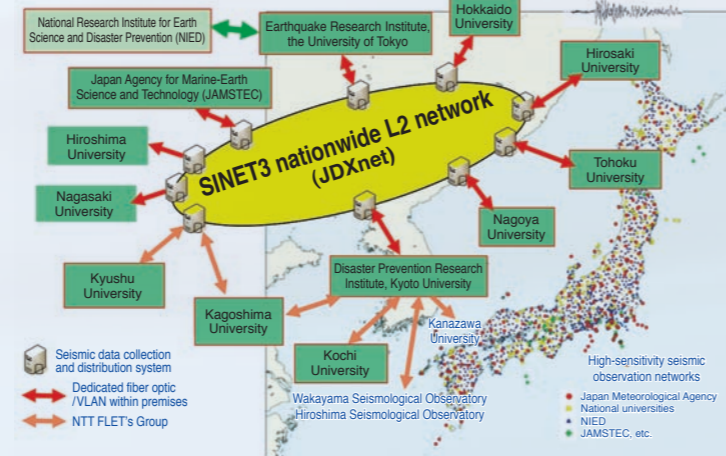 National Research Institute for Earth
Science and Disaster Prevention (NIED)
Earthquake Research Institute,
the University of Tokyo
Hokkaido
University
Hirosaki
University
Japan Agency for Marine-Earth
Science and Technology (JAMSTEC)
Hiroshima
University
Nagasaki
University
SINET3 nationwide L2 network
(JDXnet)
Tohoku
University
Nagoya
University
Kyushu
University
Kagoshima
University
Disaster Prevention Research
Institute, Kyoto University
Kochi
University
Kanazawa
University
Wakayama Seismological Observatory
Hiroshima Seismological Observatory
Seismic data collection
and distribution system
Dedicated fiber optic
/VLAN within premises
NTT FLET's Group
High-sensitivity seismic
observation networks
Japan Meteorological Agency
National universities
NIED
JAMSTEC, etc.